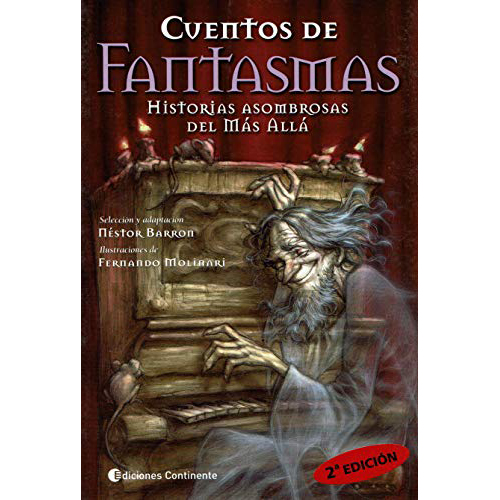 Cuentos de
Fantasmas
Historias asombrosas
del Más Allá
Selección y adaptación
Néstor Barron
Ilustraciones de
Fernando Molinari
2ª EDICIÓN
Ediciones Continente